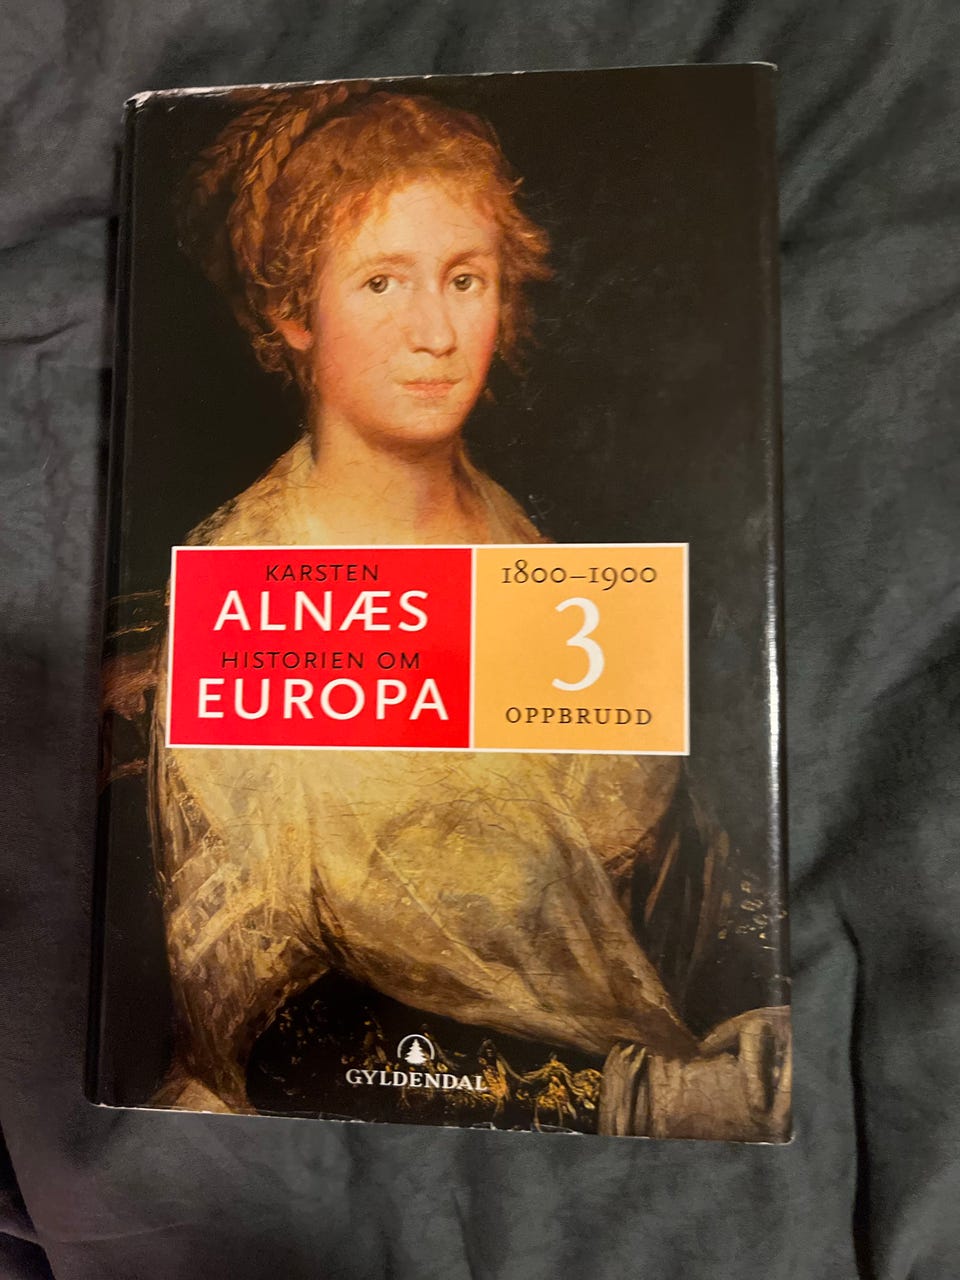 KARSTEN
ALNÆS
HISTORIEN OM
EUROPA
1800–1900
3
OPPBRUDD
GYLDENDAL